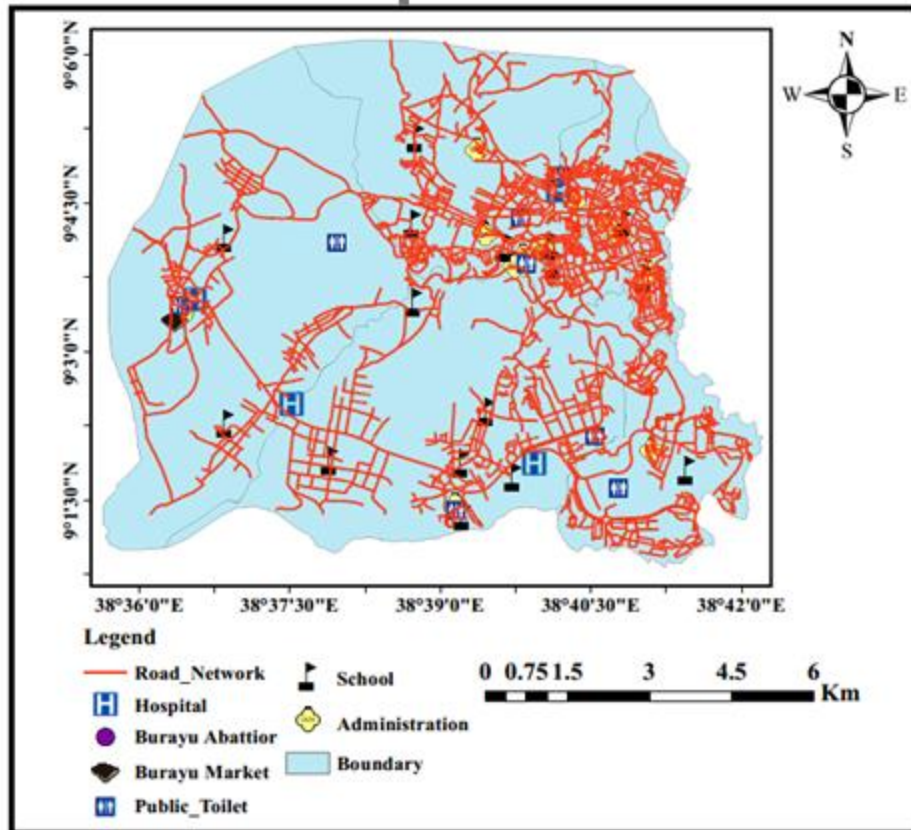 N
W E
S
9°6'0"N
9°4'30"N
9°3'0"N
9°1'30"N
38°36'0"E 38°37'30"E 38°39'0"E 38°40'30"E 38°42'0"E
Legend
Road_Network
Hospital
Burayu Abattior
Burayu Market
Public_Toilet
School
Administration
Boundary
0 0.75 1.5 3 4.5 6
Km